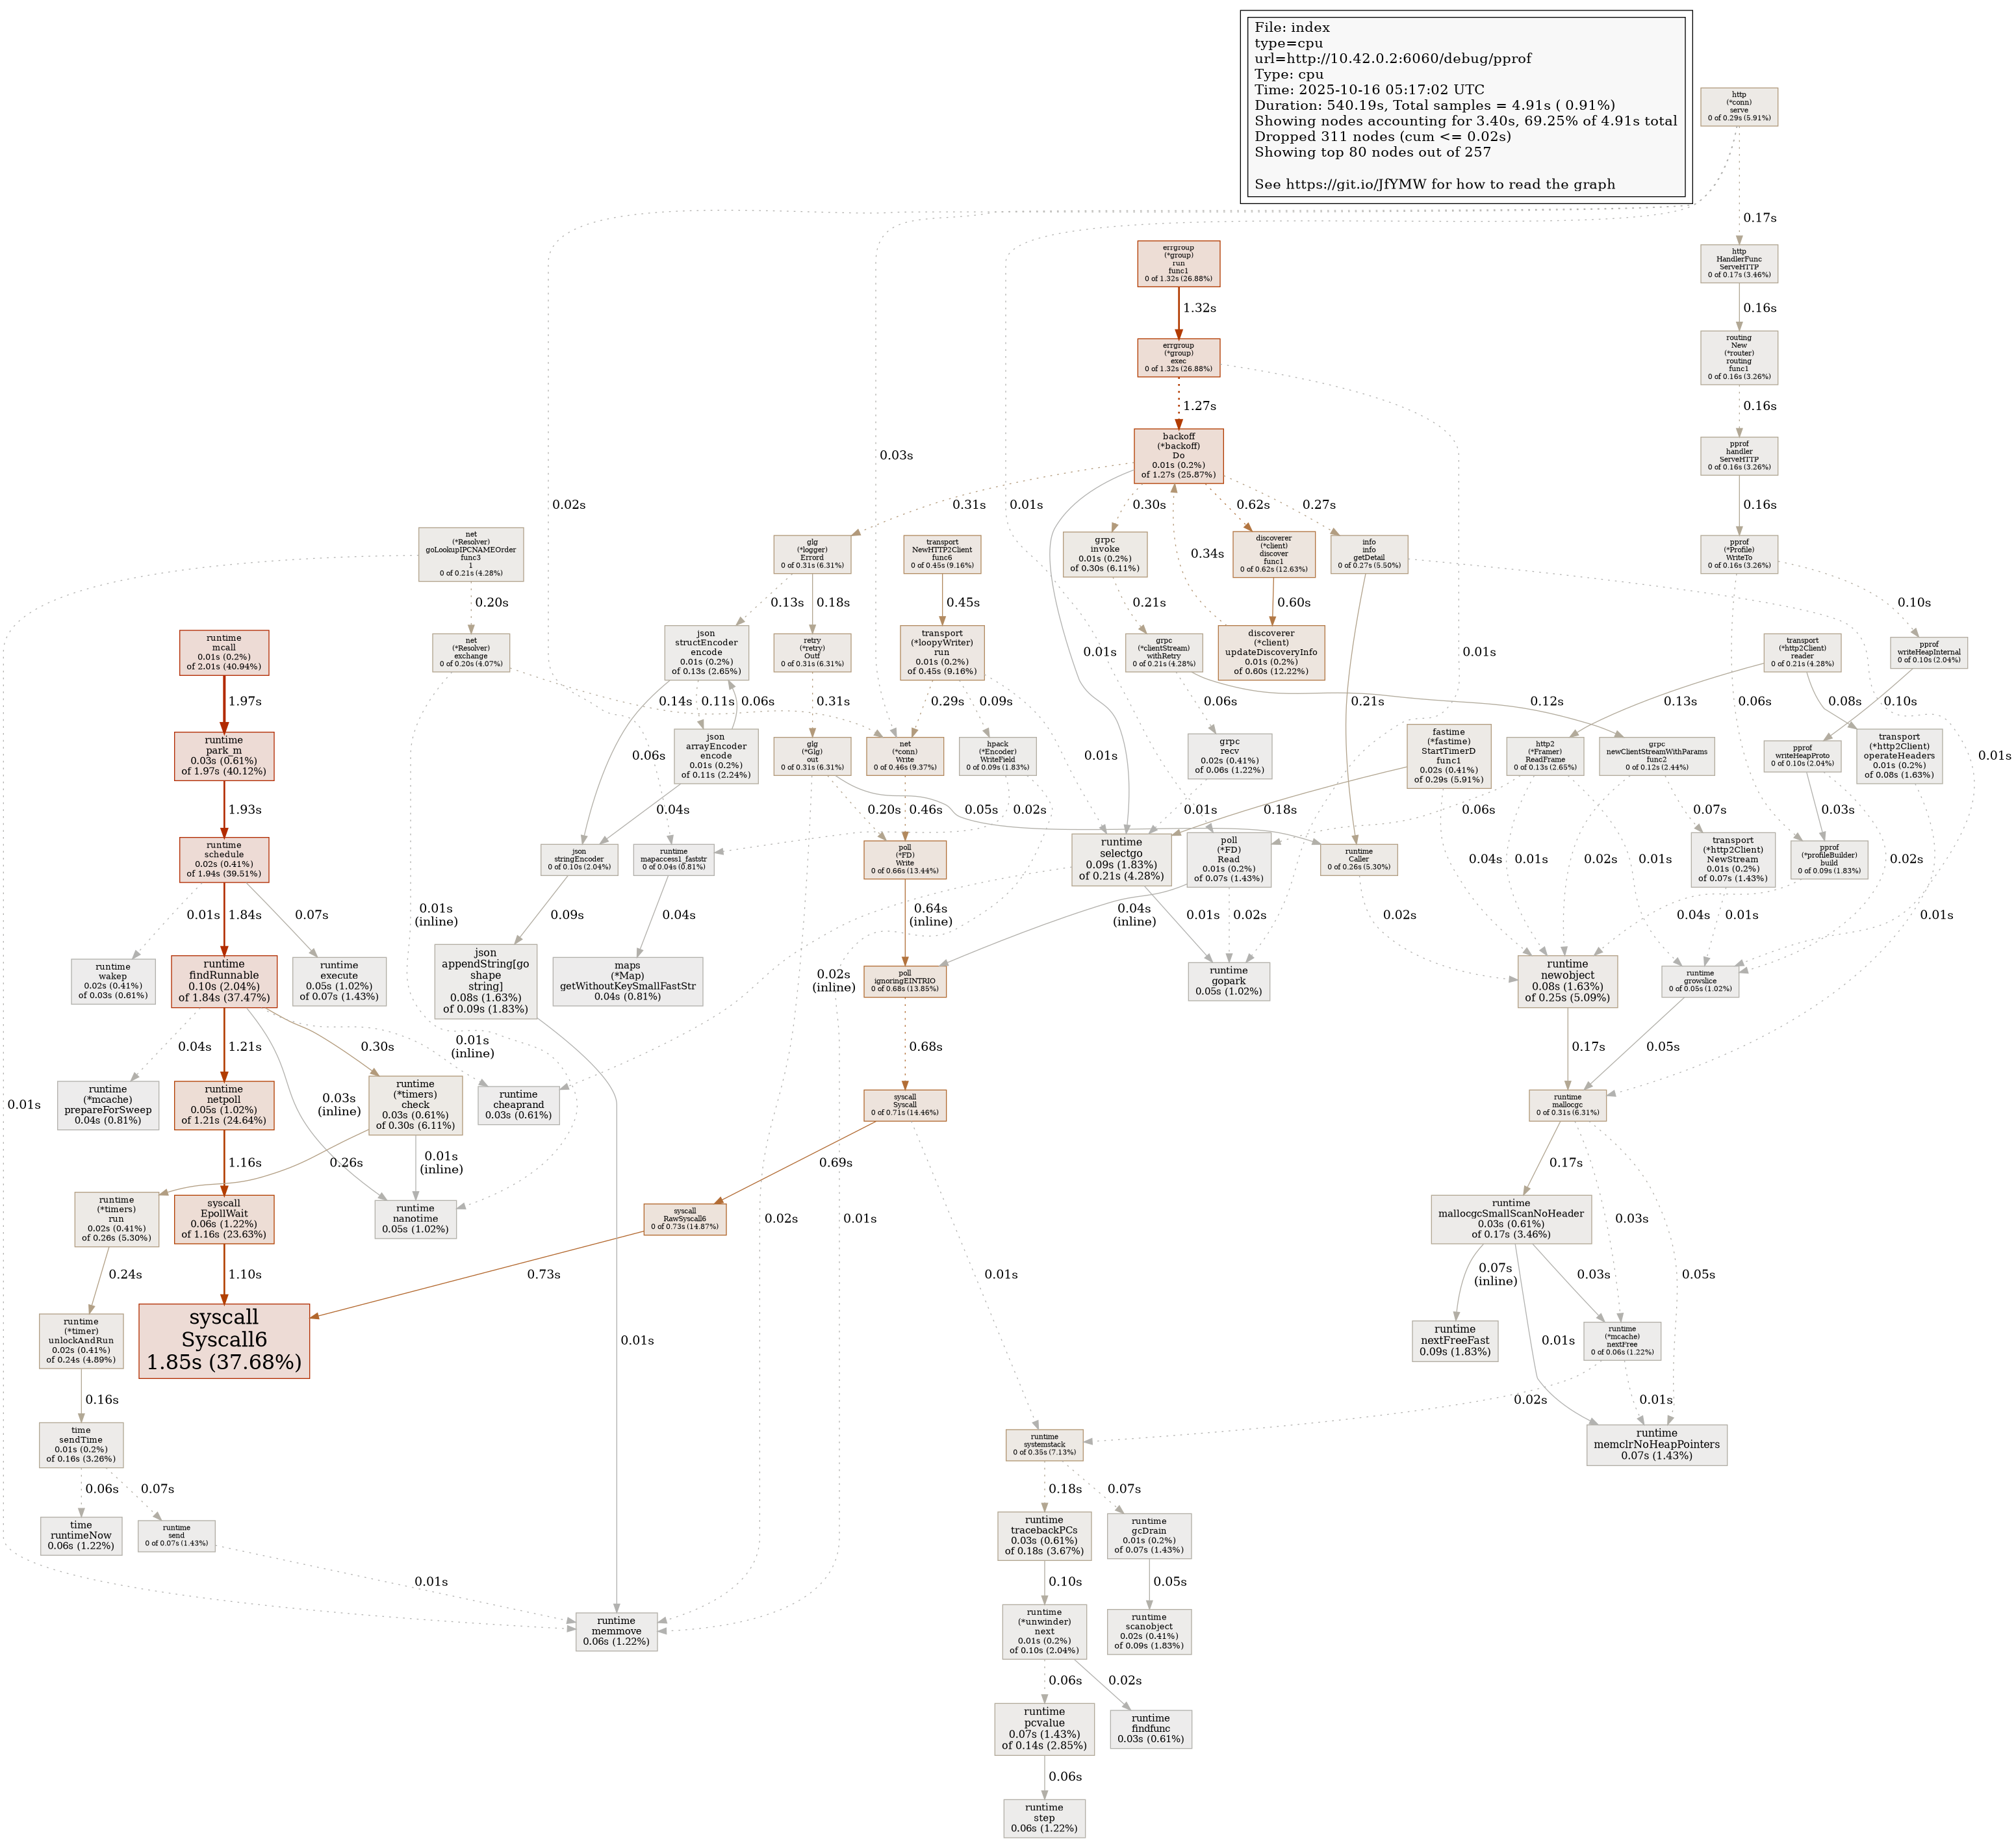 File: index
type=cpu
url=http://10.42.0.2:6060/debug/pprof
Type: cpu
Time: 2025-10-16 05:17:02 UTC
Duration: 540.19s, Total samples = 4.91s ( 0.91%)
Showing nodes accounting for 3.40s, 69.25% of 4.91s total
Dropped 311 nodes (cum <= 0.02s)
Showing top 80 nodes out of 257
See https://git.io/JfYMW for how to read the graph
http
(*conn)
serve
0 of 0.29s (5.91%)
0.17s
http
HandlerFunc
ServeHTTP
0 of 0.17s (3.46%)
errgroup
(*group)
run
func1
0 of 1.32s (26.88%)
1.32s
0.16s
errgroup
(*group)
exec
0 of 1.32s (26.88%)
routing
New
(*router)
routing
func1
0 of 0.16s (3.26%)
1.27s
0.16s
0.03s
backoff
(*backoff)
Do
0.01s (0.2%)
of 1.27s (25.87%)
pprof
handler
ServeHTTP
0 of 0.16s (3.26%)
0.02s
0.31s
0.01s
0.30s
0.62s
0.27s
0.16s
net
(*Resolver)
goLookupIPCNAMEOrder
func3
1
0 of 0.21s (4.28%)
glg
(*logger)
Errord
0 of 0.31s (6.31%)
transport
NewHTTP2Client
func6
0 of 0.45s (9.16%)
grpc
invoke
0.01s (0.2%)
of 0.30s (6.11%)
0.34s
discoverer
(*client)
discover
func1
0 of 0.62s (12.63%)
info
info
getDetail
0 of 0.27s (5.50%)
pprof
(*Profile)
WriteTo
0 of 0.16s (3.26%)
0.20s
0.13s
0.18s
0.45s
0.21s
0.60s
0.10s
runtime
mcall
0.01s (0.2%)
of 2.01s (40.94%)
net
(*Resolver)
exchange
0 of 0.20s (4.07%)
json
structEncoder
encode
0.01s (0.2%)
of 0.13s (2.65%)
retry
(*retry)
Outf
0 of 0.31s (6.31%)
transport
(*loopyWriter)
run
0.01s (0.2%)
of 0.45s (9.16%)
0.01s
grpc
(*clientStream)
withRetry
0 of 0.21s (4.28%)
discoverer
(*client)
updateDiscoveryInfo
0.01s (0.2%)
of 0.60s (12.22%)
0.01s
transport
(*http2Client)
reader
0 of 0.21s (4.28%)
pprof
writeHeapInternal
0 of 0.10s (2.04%)
1.97s
0.14s
0.11s
0.06s
0.31s
0.29s
0.09s
0.06s
0.12s
0.21s
0.13s
0.08s
0.06s
0.10s
runtime
park_m
0.03s (0.61%)
of 1.97s (40.12%)
0.06s
json
arrayEncoder
encode
0.01s (0.2%)
of 0.11s (2.24%)
glg
(*Glg)
out
0 of 0.31s (6.31%)
net
(*conn)
Write
0 of 0.46s (9.37%)
hpack
(*Encoder)
WriteField
0 of 0.09s (1.83%)
0.01s
grpc
recv
0.02s (0.41%)
of 0.06s (1.22%)
fastime
(*fastime)
StartTimerD
func1
0.02s (0.41%)
of 0.29s (5.91%)
http2
(*Framer)
ReadFrame
0 of 0.13s (2.65%)
grpc
newClientStreamWithParams
func2
0 of 0.12s (2.44%)
pprof
writeHeapProto
0 of 0.10s (2.04%)
transport
(*http2Client)
operateHeaders
0.01s (0.2%)
of 0.08s (1.63%)
0.01s
1.93s
0.04s
0.20s
0.46s
0.05s
0.02s
0.01s
0.18s
0.06s
0.07s
0.03s
runtime
schedule
0.02s (0.41%)
of 1.94s (39.51%)
json
stringEncoder
0 of 0.10s (2.04%)
runtime
mapaccess1_faststr
0 of 0.04s (0.81%)
poll
(*FD)
Write
0 of 0.66s (13.44%)
runtime
selectgo
0.09s (1.83%)
of 0.21s (4.28%)
poll
(*FD)
Read
0.01s (0.2%)
of 0.07s (1.43%)
runtime
Caller
0 of 0.26s (5.30%)
0.04s
0.01s
0.02s
0.01s
transport
(*http2Client)
NewStream
0.01s (0.2%)
of 0.07s (1.43%)
pprof
(*profileBuilder)
build
0 of 0.09s (1.83%)
0.02s
0.01s
(inline)
0.01s
1.84s
0.07s
0.09s
0.04s
0.64s
(inline)
0.04s
(inline)
0.01s
0.02s
0.02s
0.04s
0.01s
0.01s
runtime
wakep
0.02s (0.41%)
of 0.03s (0.61%)
runtime
findRunnable
0.10s (2.04%)
of 1.84s (37.47%)
runtime
execute
0.05s (1.02%)
of 0.07s (1.43%)
json
appendString[go
shape
string]
0.08s (1.63%)
of 0.09s (1.83%)
maps
(*Map)
getWithoutKeySmallFastStr
0.04s (0.81%)
0.02s
(inline)
poll
ignoringEINTRIO
0 of 0.68s (13.85%)
runtime
gopark
0.05s (1.02%)
runtime
newobject
0.08s (1.63%)
of 0.25s (5.09%)
runtime
growslice
0 of 0.05s (1.02%)
0.04s
1.21s
0.30s
0.01s
(inline)
0.68s
0.17s
0.05s
0.01s
runtime
(*mcache)
prepareForSweep
0.04s (0.81%)
runtime
netpoll
0.05s (1.02%)
of 1.21s (24.64%)
0.03s
(inline)
runtime
(*timers)
check
0.03s (0.61%)
of 0.30s (6.11%)
runtime
cheaprand
0.03s (0.61%)
syscall
Syscall
0 of 0.71s (14.46%)
runtime
mallocgc
0 of 0.31s (6.31%)
1.16s
0.26s
0.01s
(inline)
0.69s
0.17s
runtime
(*timers)
run
0.02s (0.41%)
of 0.26s (5.30%)
syscall
EpollWait
0.06s (1.22%)
of 1.16s (23.63%)
runtime
nanotime
0.05s (1.02%)
syscall
RawSyscall6
0 of 0.73s (14.87%)
0.02s
0.01s
runtime
mallocgcSmallScanNoHeader
0.03s (0.61%)
of 0.17s (3.46%)
0.03s
0.24s
1.10s
0.73s
0.01s
0.07s
(inline)
0.03s
0.05s
runtime
(*timer)
unlockAndRun
0.02s (0.41%)
of 0.24s (4.89%)
syscall
Syscall6
1.85s (37.68%)
0.01s
runtime
nextFreeFast
0.09s (1.83%)
0.01s
runtime
(*mcache)
nextFree
0 of 0.06s (1.22%)
0.16s
0.02s
0.01s
time
sendTime
0.01s (0.2%)
of 0.16s (3.26%)
runtime
systemstack
0 of 0.35s (7.13%)
runtime
memclrNoHeapPointers
0.07s (1.43%)
0.06s
0.07s
0.18s
0.07s
time
runtimeNow
0.06s (1.22%)
runtime
send
0 of 0.07s (1.43%)
runtime
tracebackPCs
0.03s (0.61%)
of 0.18s (3.67%)
runtime
gcDrain
0.01s (0.2%)
of 0.07s (1.43%)
0.01s
0.10s
0.05s
runtime
memmove
0.06s (1.22%)
runtime
(*unwinder)
next
0.01s (0.2%)
of 0.10s (2.04%)
runtime
scanobject
0.02s (0.41%)
of 0.09s (1.83%)
0.06s
0.02s
runtime
pcvalue
0.07s (1.43%)
of 0.14s (2.85%)
runtime
findfunc
0.03s (0.61%)
0.06s
runtime
step
0.06s (1.22%)